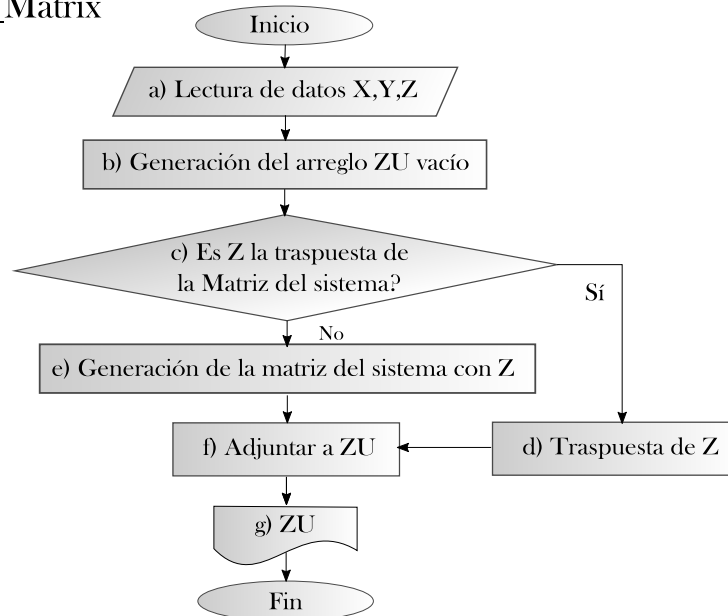 _Matrix
Inicio
a) Lectura de datos X,Y,Z
b) Generación del arreglo ZU vacío
c) Es Z la traspuesta de
la Matriz del sistema?
Sí
No
e) Generación de la matriz del sistema con Z
f) Adjuntar a ZU
d) Traspuesta de Z
g) ZU
Fin